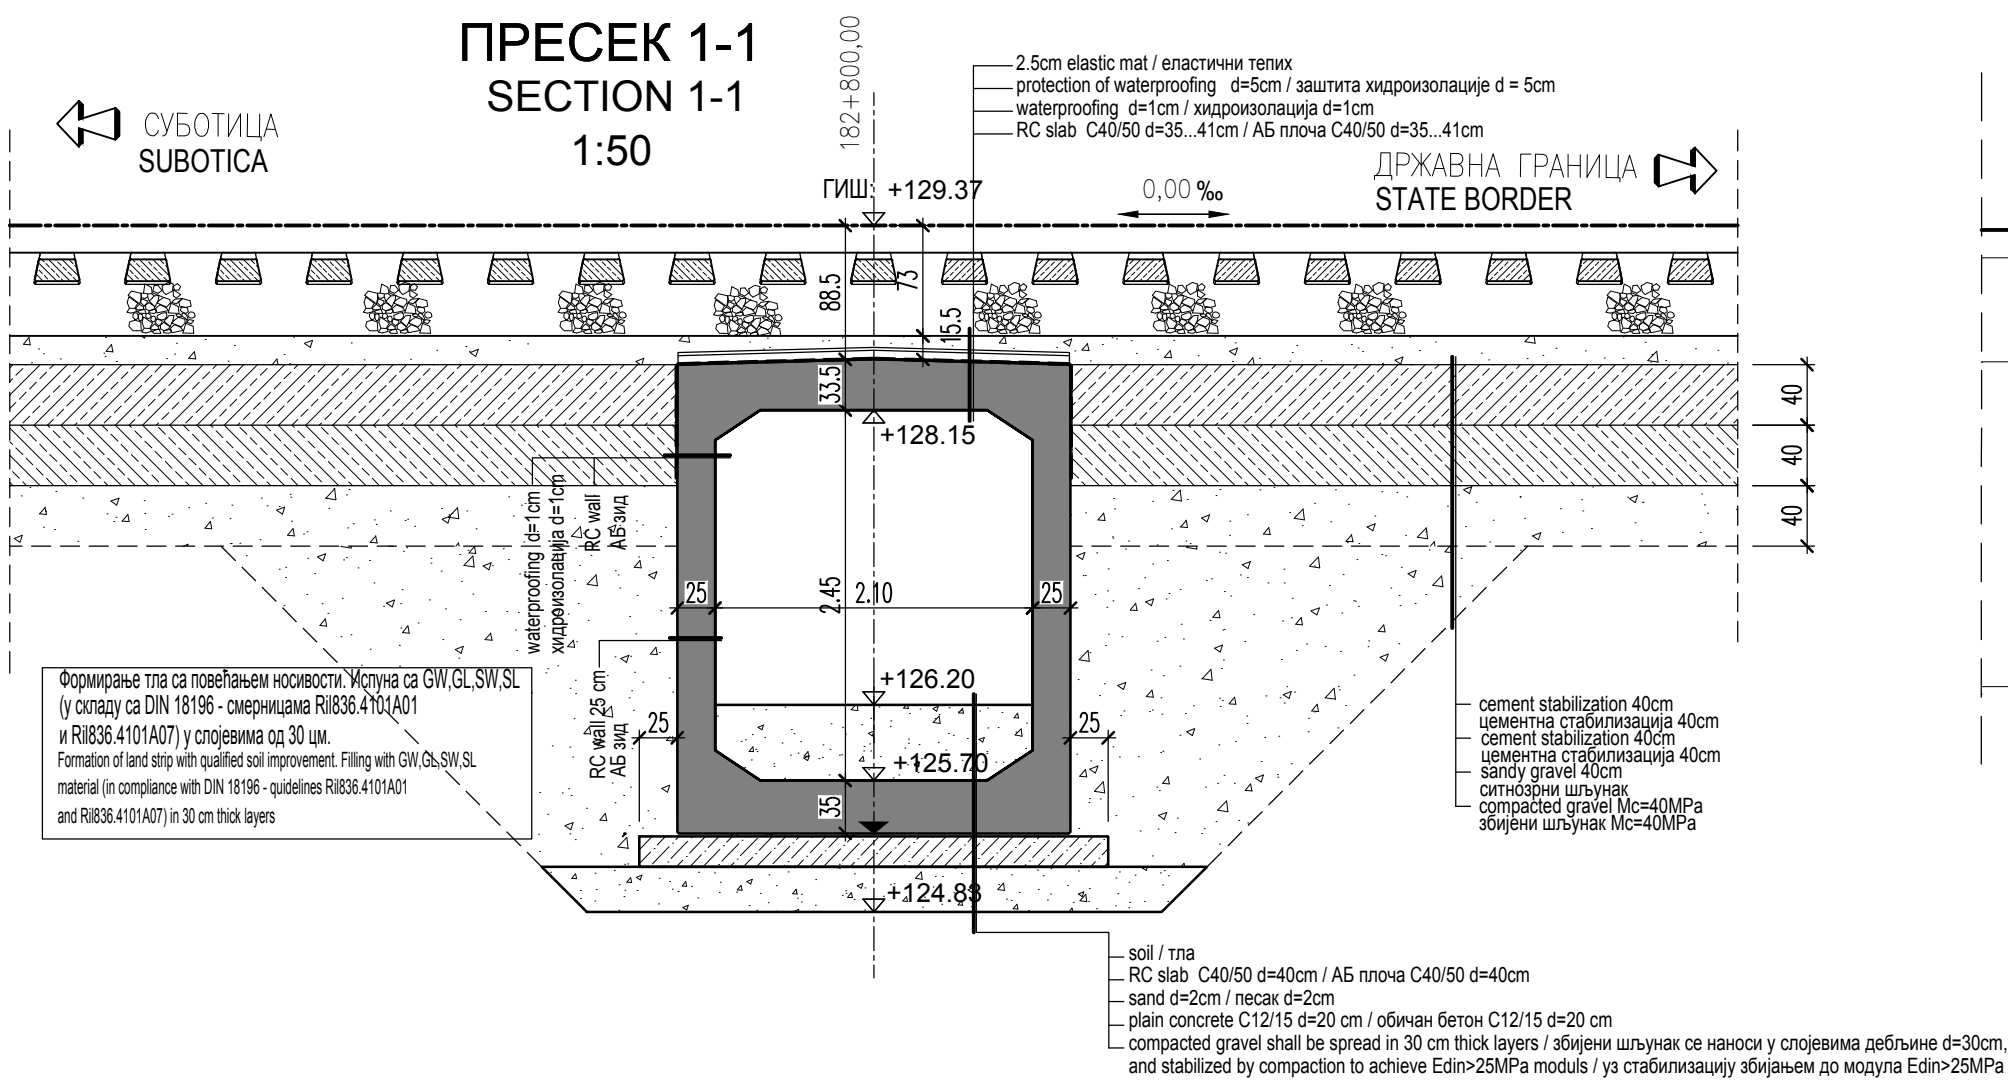 ПРЕСЕК 1-1
SECTION 1-1
1:50
182+800,00
СУБОТИЦА
SUBOTICA
2.5cm elastic mat / еластични тепих
protection of waterproofing d=5cm / заштита хидроизолације d = 5cm
waterproofing d=1cm / хидроизолација d=1cm
RC slab C40/50 d=35...41cm / АБ плоча C40/50 d=35...41cm
ДРЖАВНА ГРАНИЦА
STATE BORDER
ГИШ: +129.37
0,00 ‰
88.5
73
15.5
33.5
+128.15
40
40
40
waterproofing d=1cm
хидроизолација d=1cm
RC wall
АБ зид
25
2.45
2.10
25
+126.20
RC wall 25 cm
АБ зид
25
25
+125.70
35
+124.83
Формирање тла са повећањем носивости. Испуна са GW,GL,SW,SL
(у складу са DIN 18196 - смерницама Ril836.4101A01
и Ril836.4101A07) у слојевима од 30 цм.
Formation of land strip with qualified soil improvement. Filling with GW,GL,SW,SL
material (in compliance with DIN 18196 - quidelines Ril836.4101A01
and Ril836.4101A07) in 30 cm thick layers
cement stabilization 40cm
цементна стабилизација 40cm
cement stabilization 40cm
цементна стабилизација 40cm
sandy gravel 40cm
ситнозрни шљунак
compacted gravel Mc=40MPa
збијени шљунак Mc=40MPa
soil / тла
RC slab C40/50 d=40cm / АБ плоча C40/50 d=40cm
sand d=2cm / песак d=2cm
plain concrete C12/15 d=20 cm / обичан бетон C12/15 d=20 cm
compacted gravel shall be spread in 30 cm thick layers / збијени шљунак се наноси у слојевима дебљине d=30cm,
and stabilized by compaction to achieve Edin>25MPa moduls / уз стабилизацију збијањем до модула Edin>25MPa